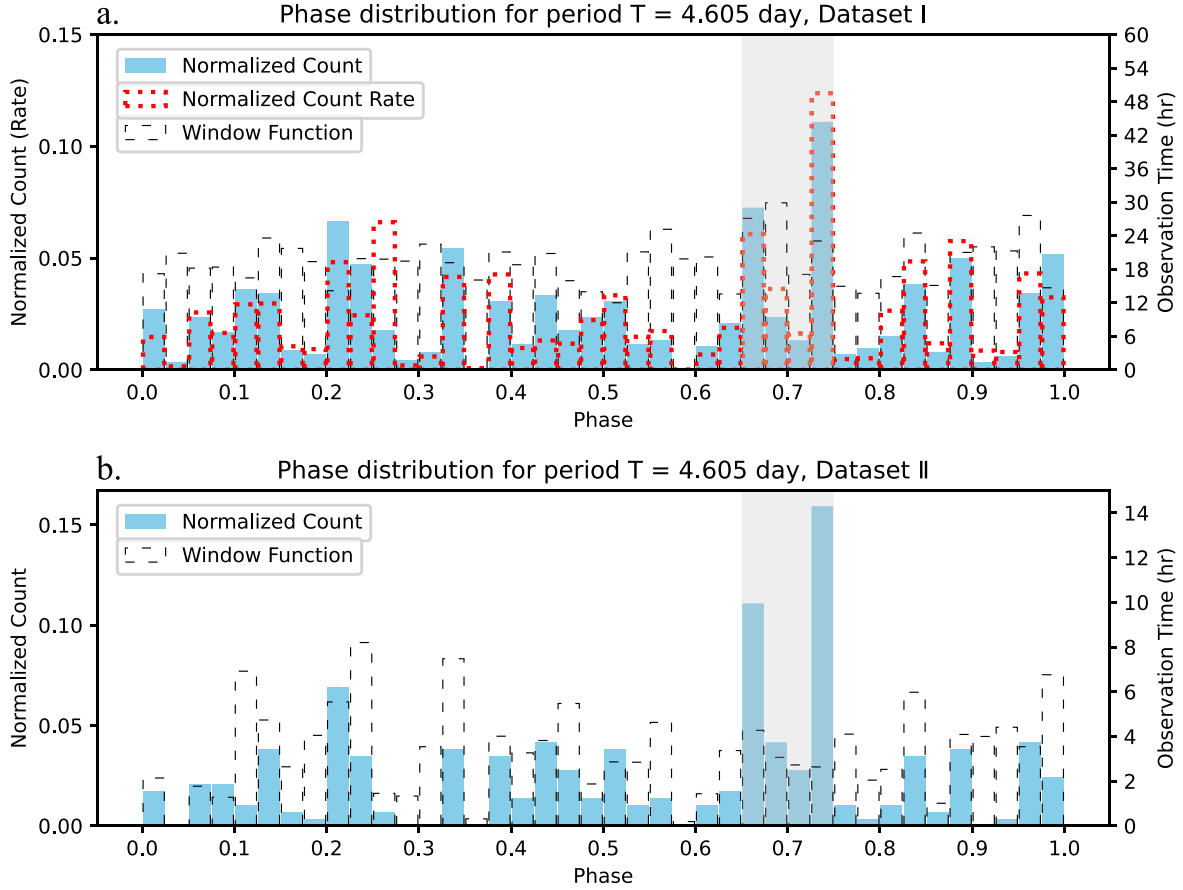 a.
Phase distribution for period T = 4.605 day, Dataset Ⅰ
Normalized Count (Rate)
0.15
0.10
0.05
0.00
Normalized Count
Normalized Count Rate
Window Function
60
54
48
42
36
30
24
18
12
6
0
Observation Time (hr)
0.0 0.1 0.2 0.3 0.4 0.5 0.6 0.7 0.8 0.9 1.0
Phase
b.
Phase distribution for period T = 4.605 day, Dataset Ⅱ
Normalized Count
0.15
0.10
0.05
0.00
Normalized Count
Window Function
14
12
10
8
6
4
2
0
Observation Time (hr)
0.0 0.1 0.2 0.3 0.4 0.5 0.6 0.7 0.8 0.9 1.0
Phase